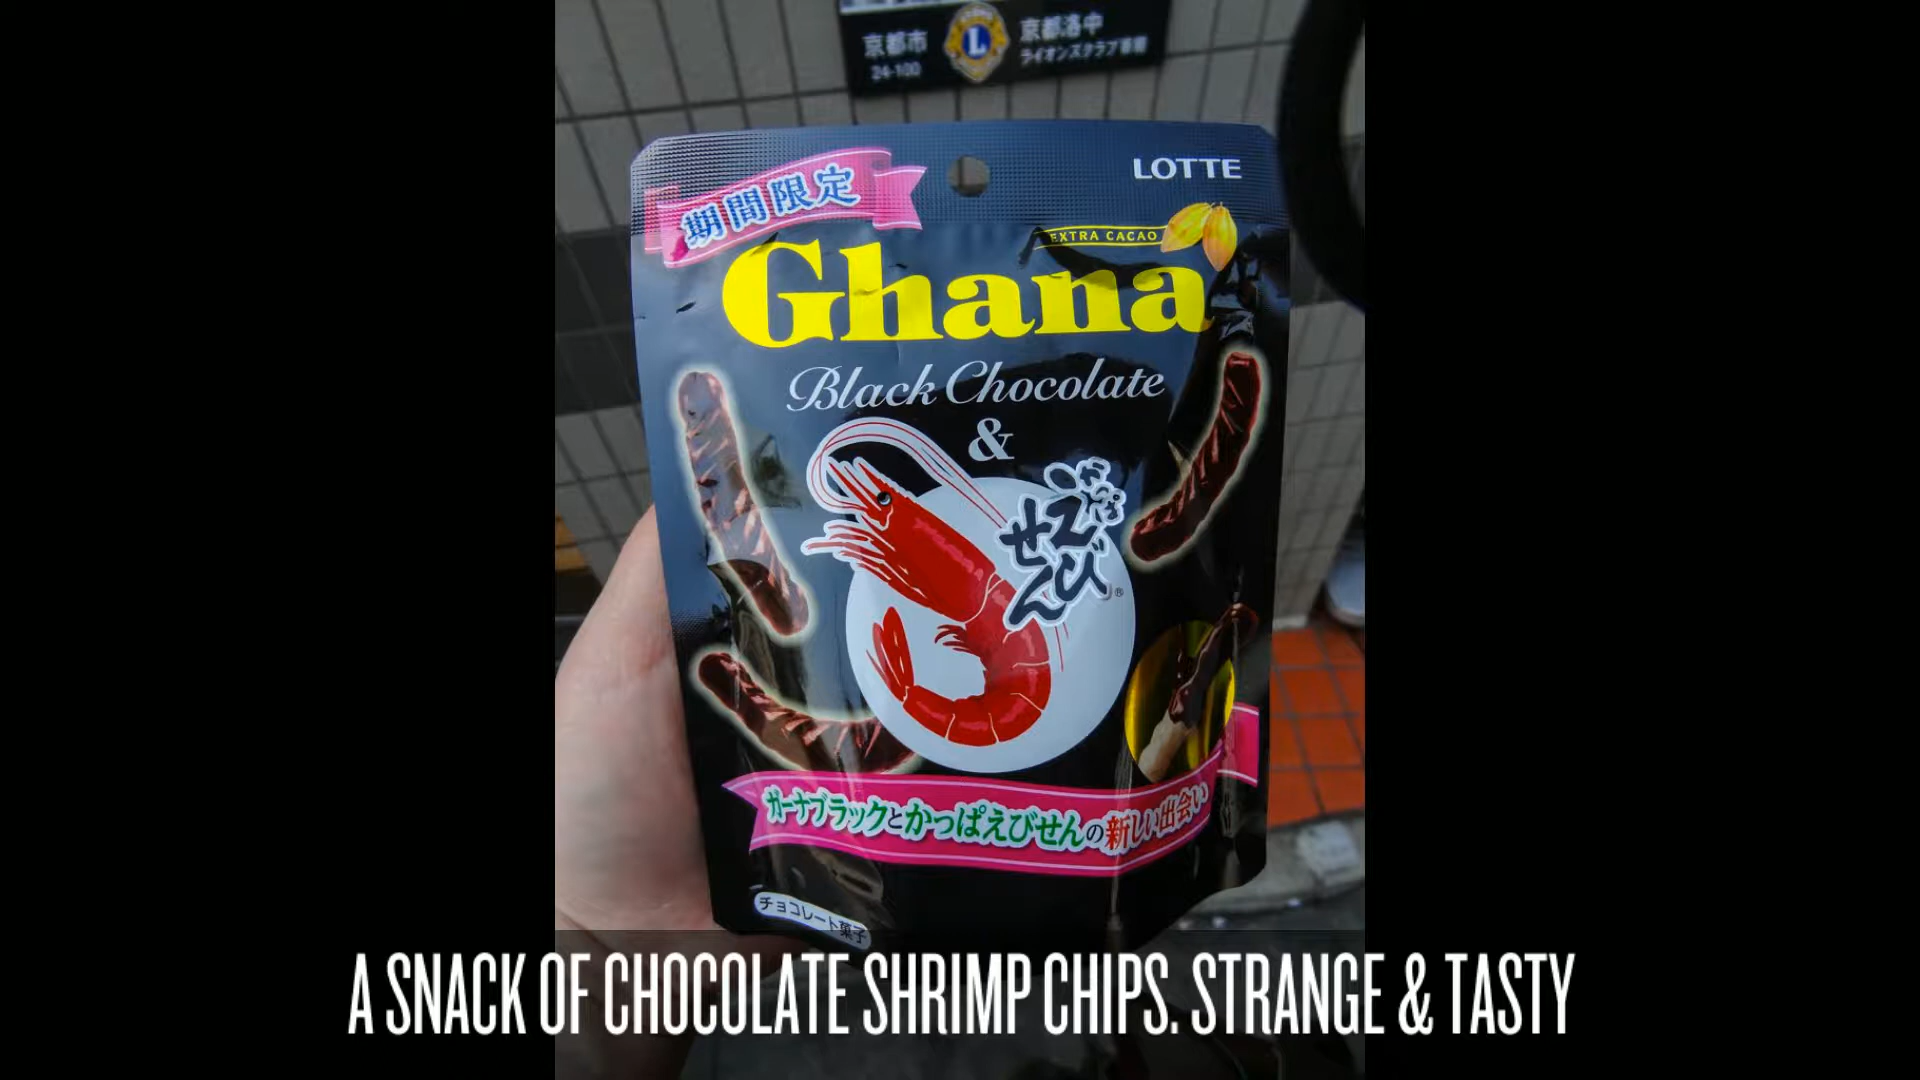 京都市
24-100
L
京都洛中
ライオンズクラブ寄贈
期間限定
LOTTE
EXTRA CACAO
Ghana
Black Chocolate
&
かっぱ
えび
せん
®
ガーナブラックとかっぱえびせんの新しい出会い
チョコレート菓子
A SNACK OF CHOCOLATE SHRIMP CHIPS. STRANGE & TASTY